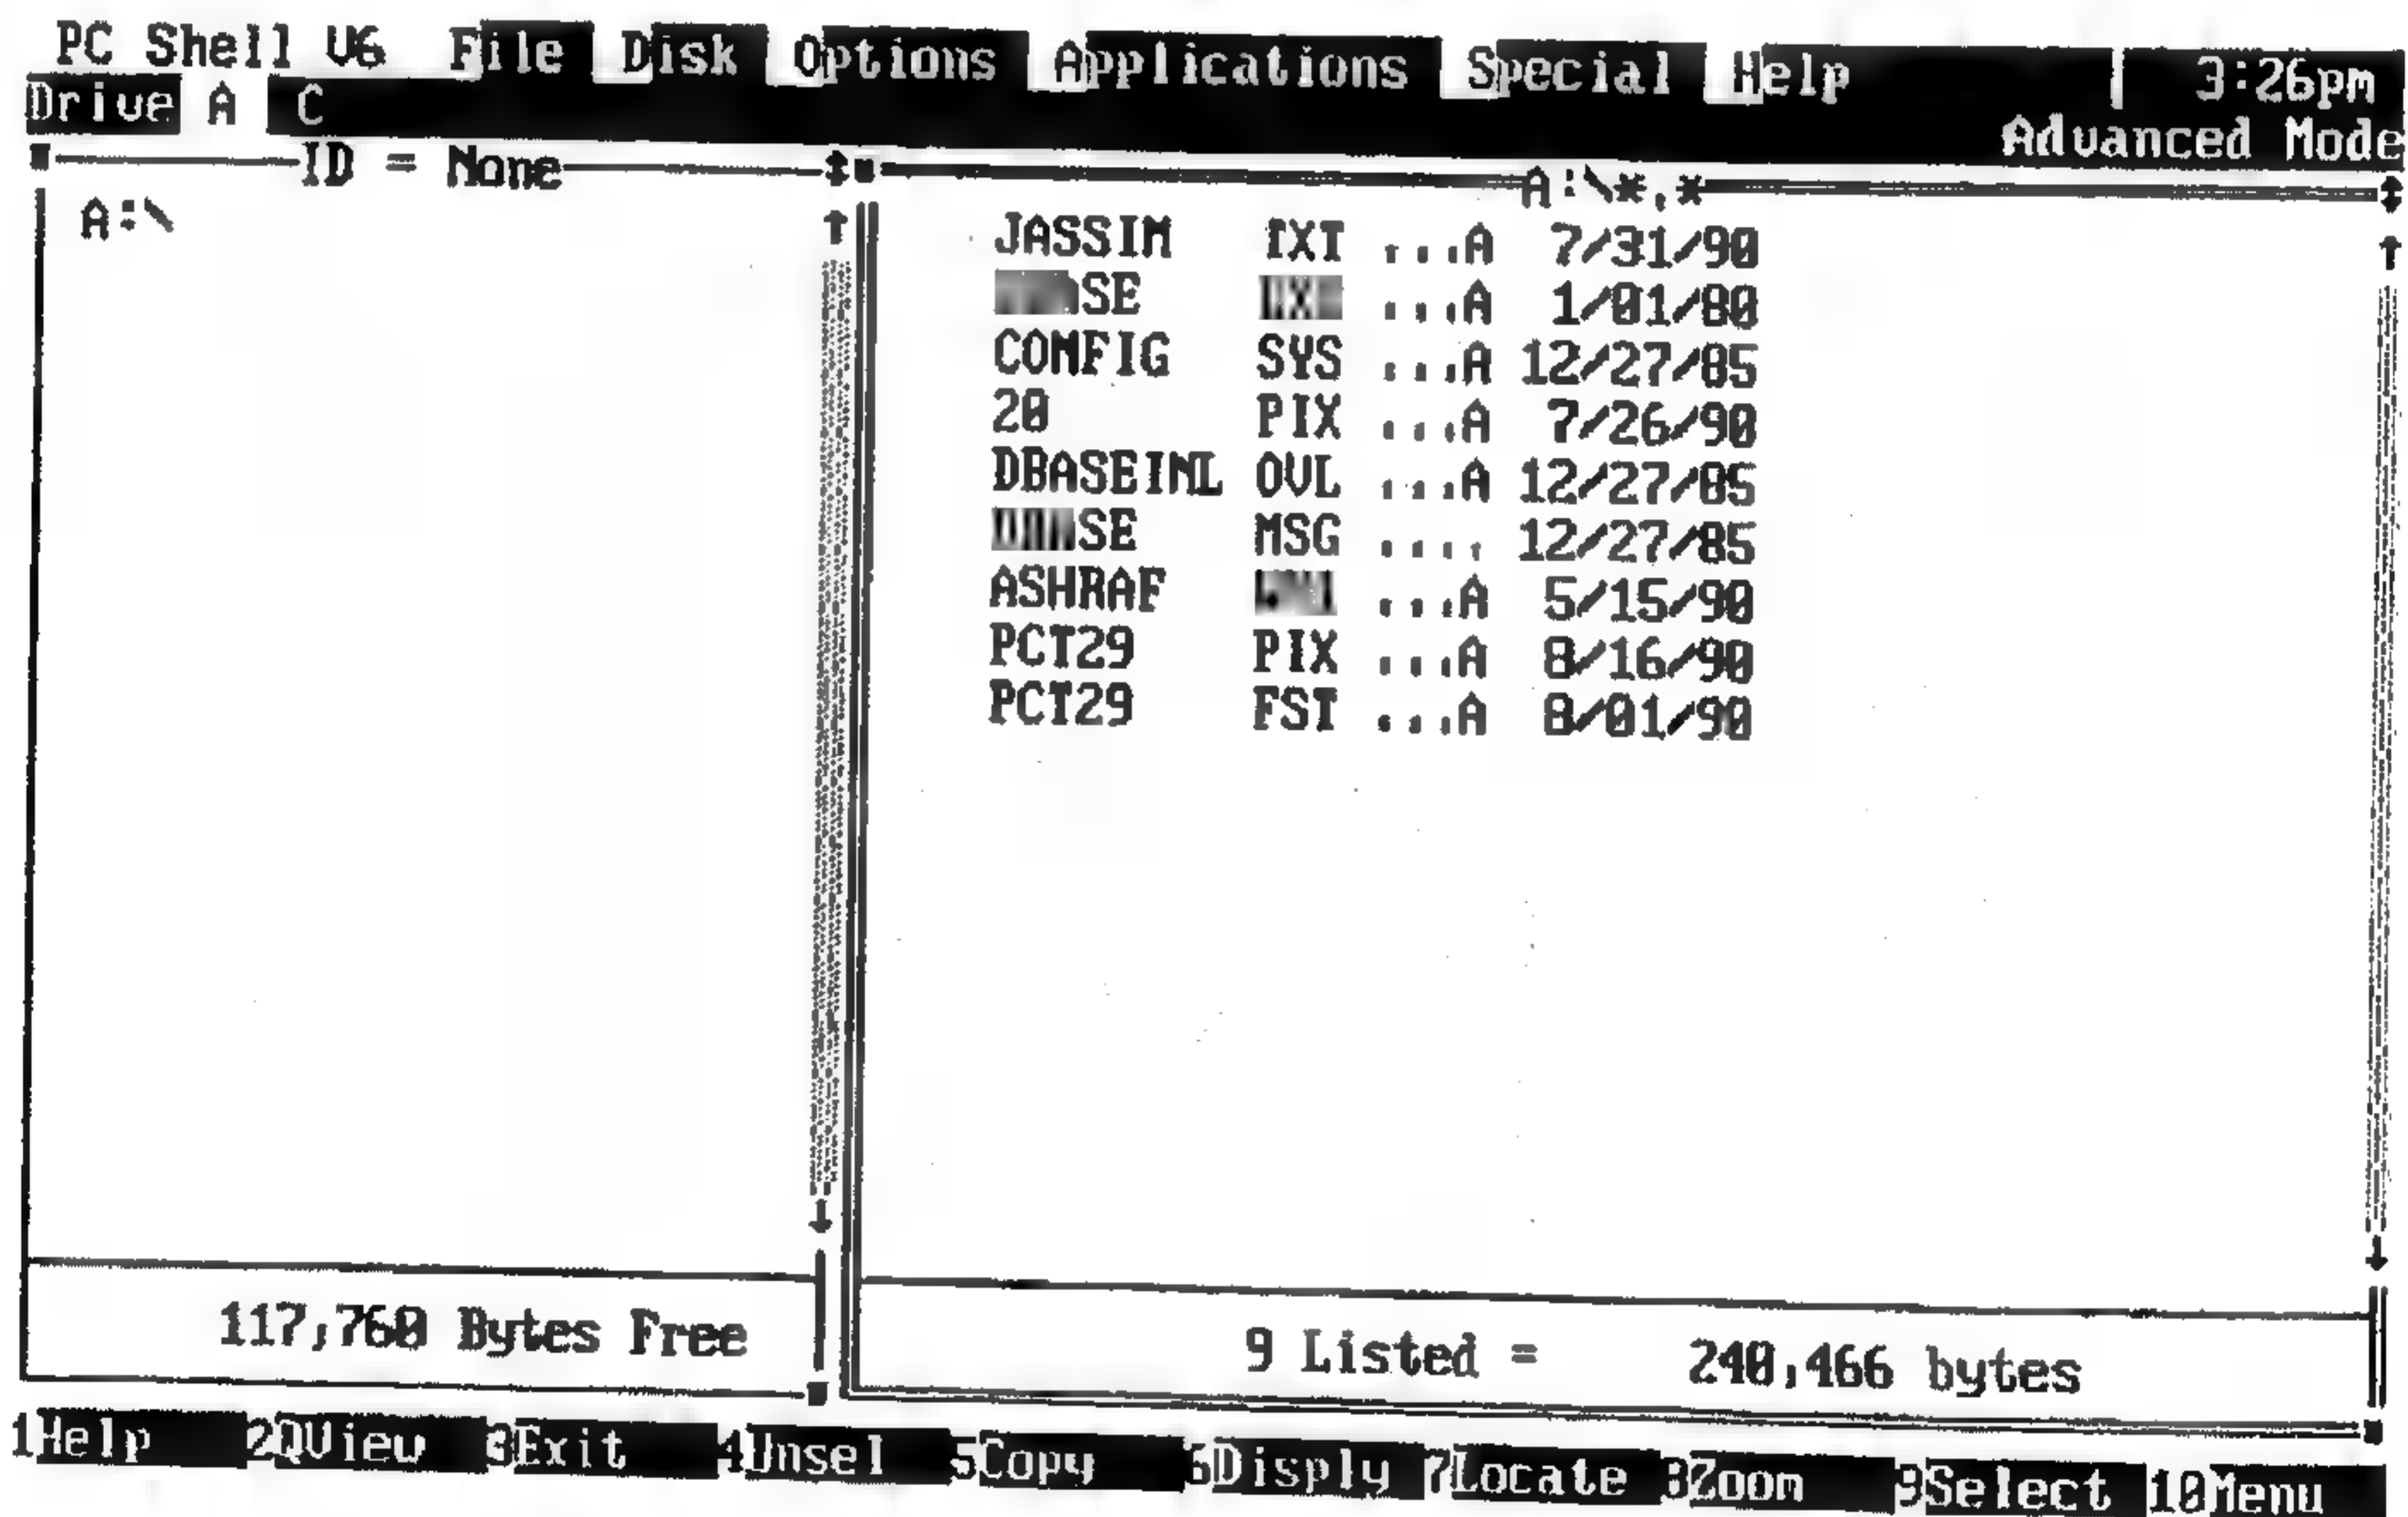 PC Shell V6 File Disk Options Applications Special Help 3:26pm
Drive A C
Advanced Mode
ID = None
A:\*.*
A:\
JASSIM TXT ...A 7/31/90
...A 1/01/80
CONFIG SYS ...A 12/27/85
20 PIX ...A 7/26/90
DBASEINL OVL ...A 12/27/85
MSG .... 12/27/85
ASHRAF ...A 5/15/90
PCT29 PIX ...A 8/16/90
PCT29 FST ...A 8/01/90
117,760 Bytes Free
9 Listed = 240,466 bytes
1Help 2QView 3Exit 4Unsel 5Copy 6Disply 7Locate 8Zoom 9Select 10Menu